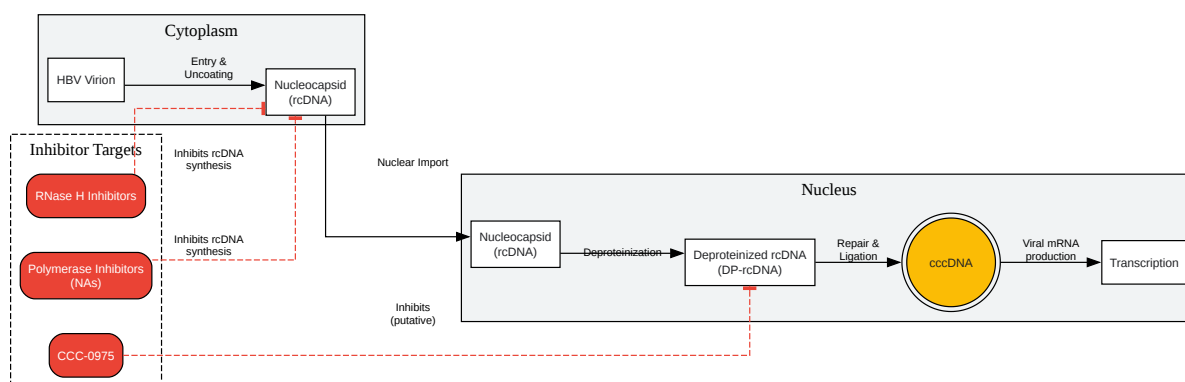 Cytoplasm
HBV Virion
Entry &
Uncoating
Nucleocapsid
(rcDNA)
Inhibitor Targets
Inhibits rcDNA
synthesis
RNase H Inhibitors
Nuclear Import
Nucleus
Inhibits rcDNA
synthesis
Polymerase Inhibitors
(NAs)
Nucleocapsid
(rcDNA)
Deproteinization
Deproteinized rcDNA
(DP-rcDNA)
Repair &
Ligation
cccDNA
Viral mRNA
production
Transcription
Inhibits
(putative)
CCC-0975